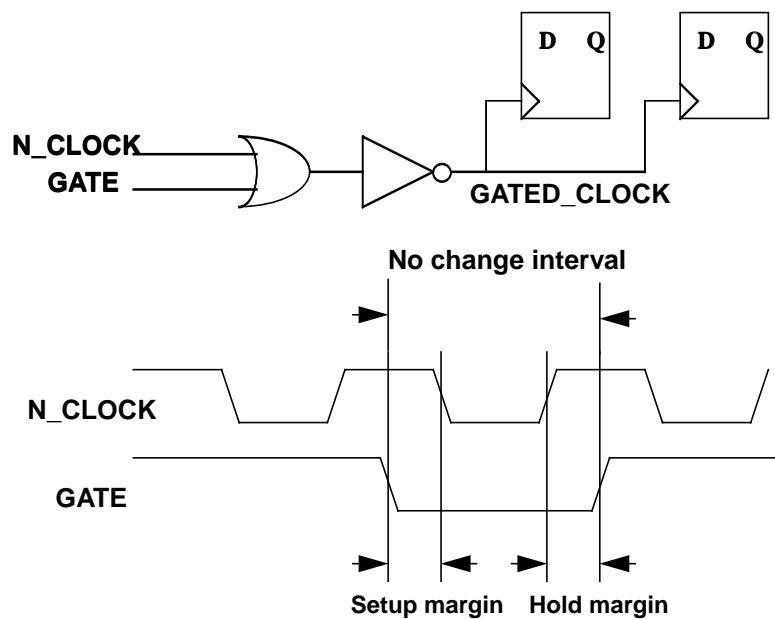 D Q
D Q
N_CLOCK
GATE
GATED_CLOCK
No change interval
N_CLOCK
GATE
Setup margin
Hold margin